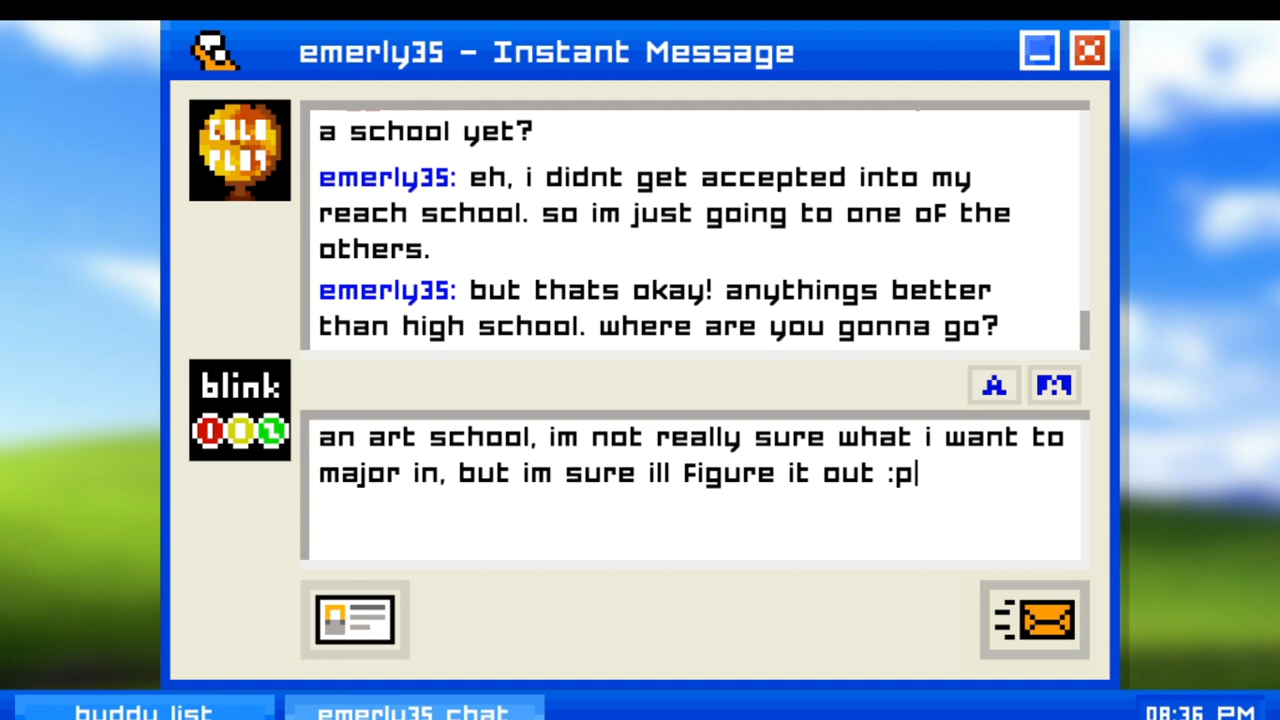 emerly35 - Instant Message
COLD
PLAY
a school yet?
emerly35: eh, i didnt get accepted into my
reach school. so im just going to one of the
others.
emerly35: but thats okay! anythings better
than high school. where are you gonna go?
blink
182
A
M
an art school, im not really sure what i want to
major in, but im sure ill figure it out :p
buddy list
emerly35 chat
08:36 PM